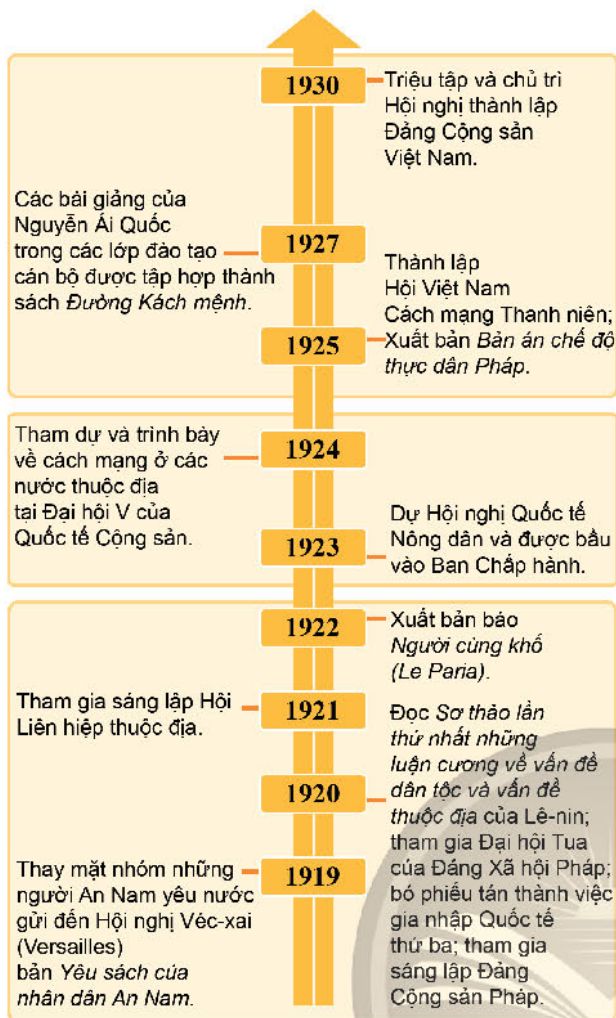 1930
Triệu tập và chủ trì
Hội nghị thành lập
Đảng Cộng sản
Việt Nam.
Các bài giảng của
Nguyễn Ái Quốc
trong các lớp đào tạo
cán bộ được tập hợp thành
sách Đường Kách mệnh.
1927
Thành lập
Hội Việt Nam
Cách mạng Thanh niên;
Xuất bản Bản án chế độ
thực dân Pháp.
1925
Tham dự và trình bày
về cách mạng ở các
nước thuộc địa
tại Đại hội V của
Quốc tế Cộng sản.
1924
Dự Hội nghị Quốc tế
Nông dân và được bầu
vào Ban Chấp hành.
1923
1922
Xuất bản báo
Người cùng khổ
(Le Paria).
Tham gia sáng lập Hội
Liên hiệp thuộc địa.
1921
1920
Đọc Sơ thảo lần
thứ nhất những
luận cương về vấn đề
dân tộc và vấn đề
thuộc địa của Lê-nin;
tham gia Đại hội Tua
của Đảng Xã hội Pháp;
bỏ phiếu tán thành việc
gia nhập Quốc tế
thứ ba; tham gia
sáng lập Đảng
Cộng sản Pháp.
1919
Thay mặt nhóm những
người An Nam yêu nước
gửi đến Hội nghị Véc-xai
(Versailles)
bản Yêu sách của
nhân dân An Nam.